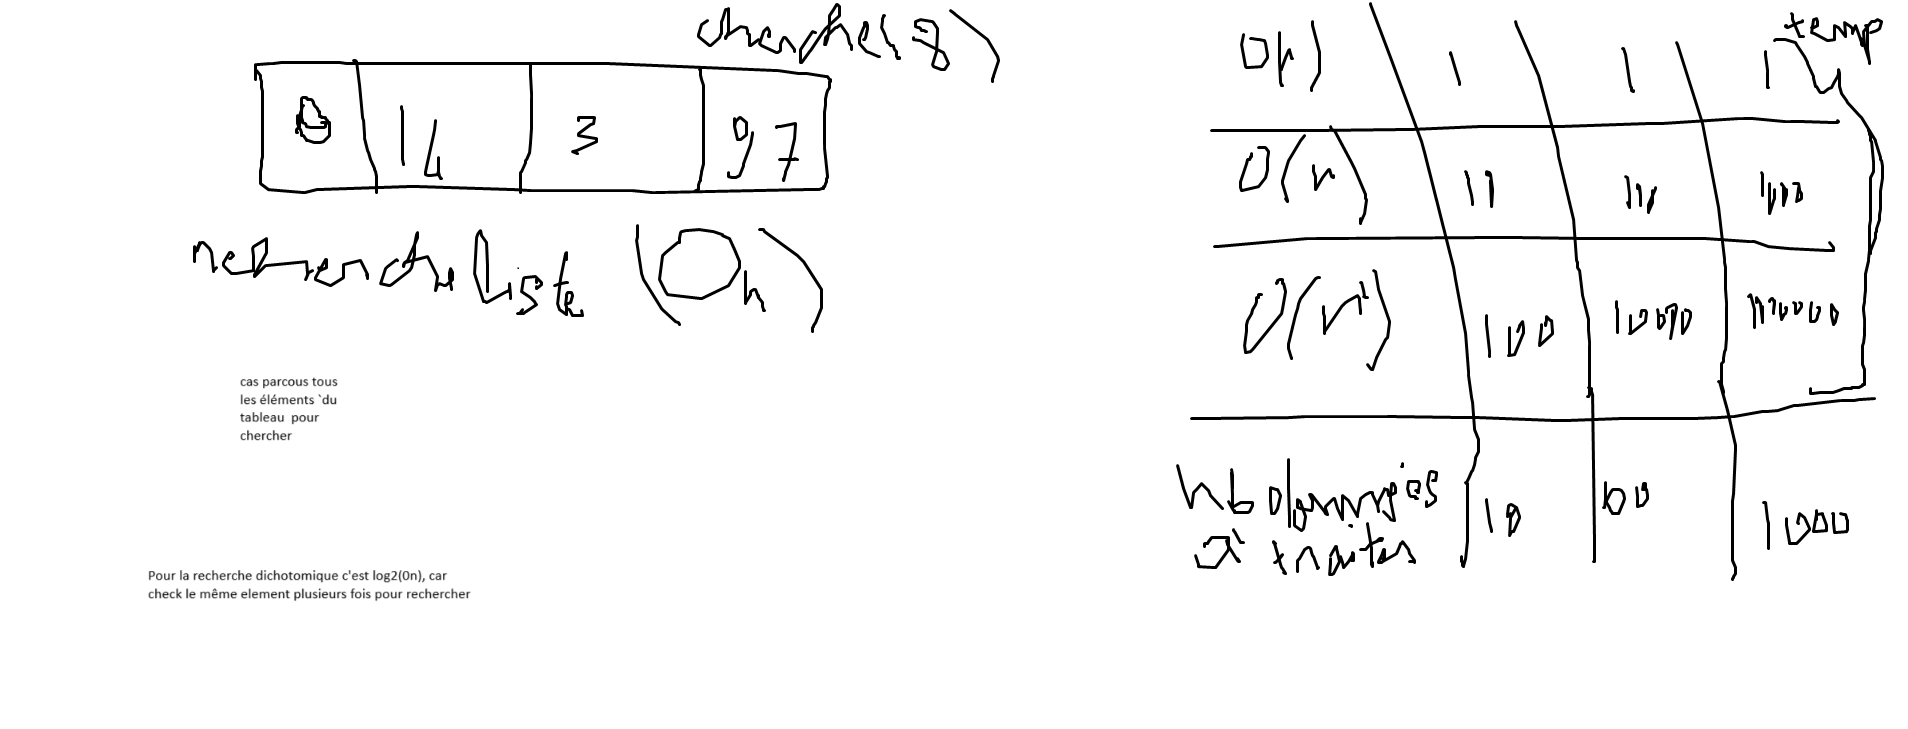 chercher(8)
14 3 97
recherche liste (On)
cas parcous tous
les éléments `du
tableau pour
chercher
Pour la recherche dichotomique c'est log2(0n), car
check le même element plusieurs fois pour rechercher
temp
O(1) 1 1 1
O(n) 10 100 1000
O(n²) 100 10000 1000000
nb données 10 100 1000
à traiter